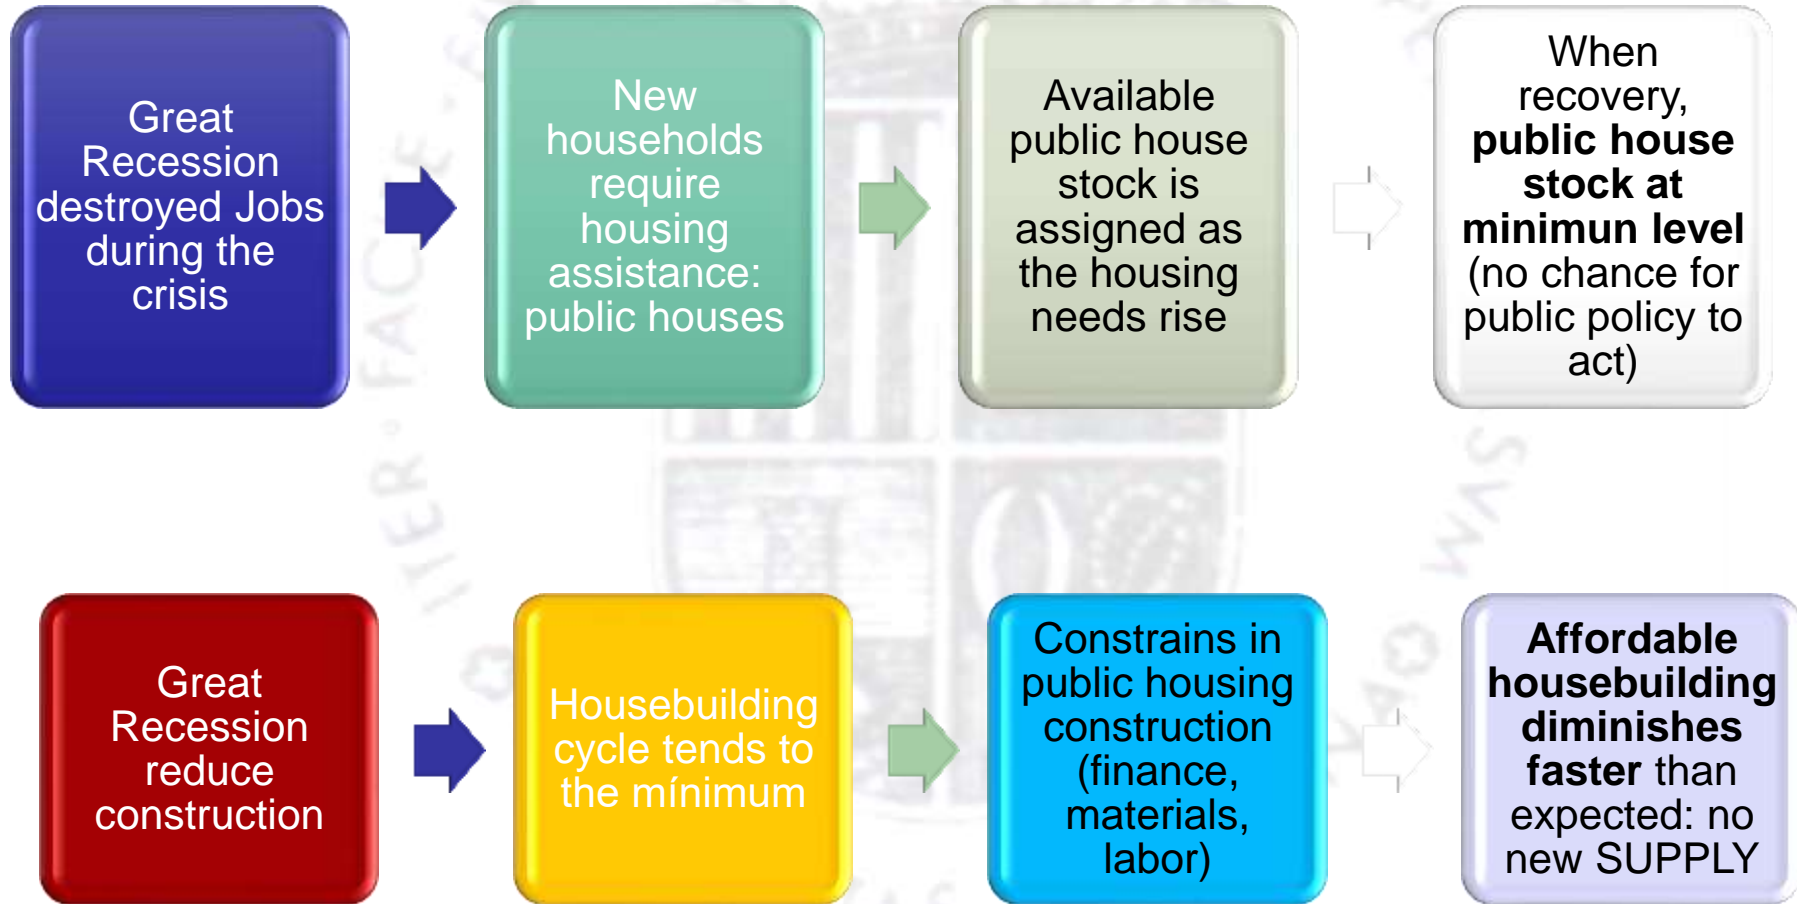 Great
Recession
destroyed Jobs
during the
crisis
New
households
require
housing
assistance:
public houses
Available
public house
stock is
assigned as
the housing
needs rise
When
recovery,
public house
stock at
minimun level
(no chance for
public policy to
act)
Great
Recession
reduce
construction
Housebuilding
cycle tends to
the mínimum
Constrains in
public housing
construction
(finance,
materials,
labor)
Affordable
housebuilding
diminishes
faster than
expected: no
new SUPPLY